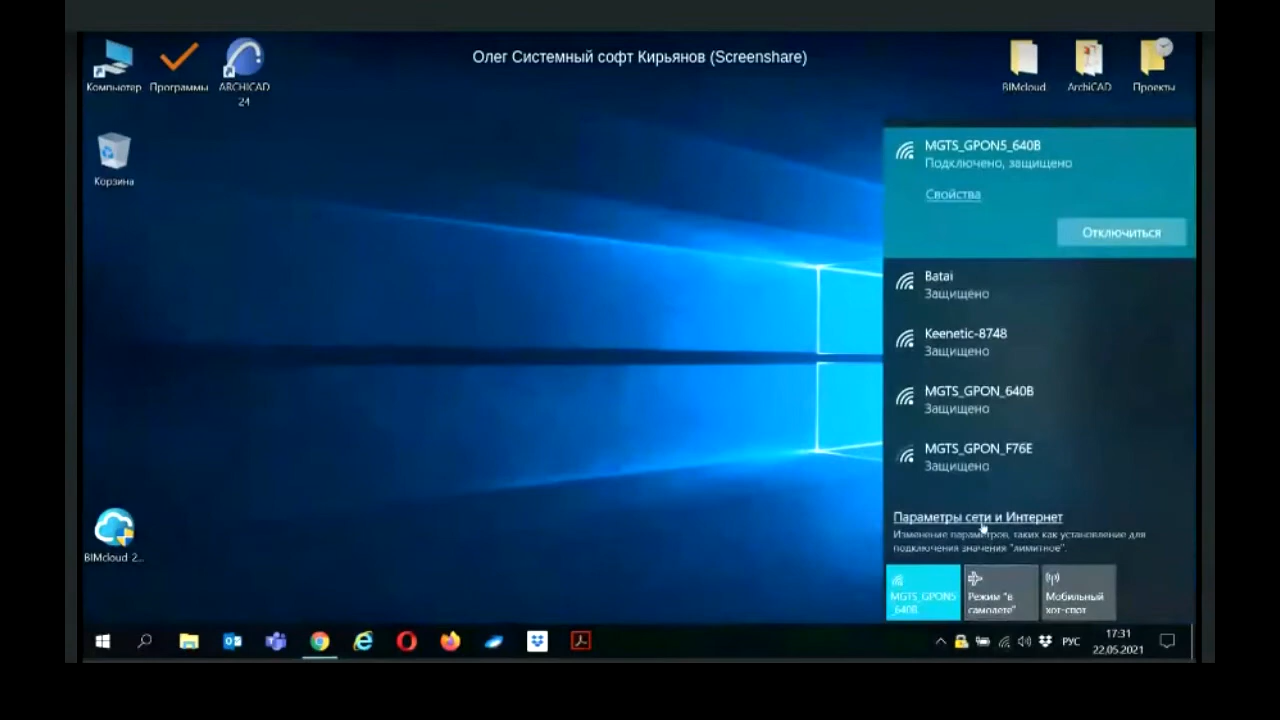 Олег Системный софт Кирьянов (Screenshare)
Компьютер
Программы
ARCHICAD
24
BIMcloud
ArchiCAD
Проекты
Корзина
BIMcloud 2...
MGTS_GPON5_640B
Подключено, защищено
Свойства
Отключиться
Batai
Защищено
Keenetic-8748
Защищено
MGTS_GPON_640B
Защищено
MGTS_GPON_F76E
Защищено
Параметры сети и Интернет
Изменение параметров, таких как установление для
подключения значения "лимитное".
MGTS_GPON5
_640B
Режим "в
самолете"
Мобильный
хот-спот
РУС
17:31
22.05.2021